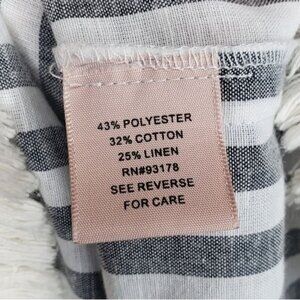 43% POLYESTER
32% COTTON
25% LINEN
RN#93178
SEE REVERSE
FOR CARE